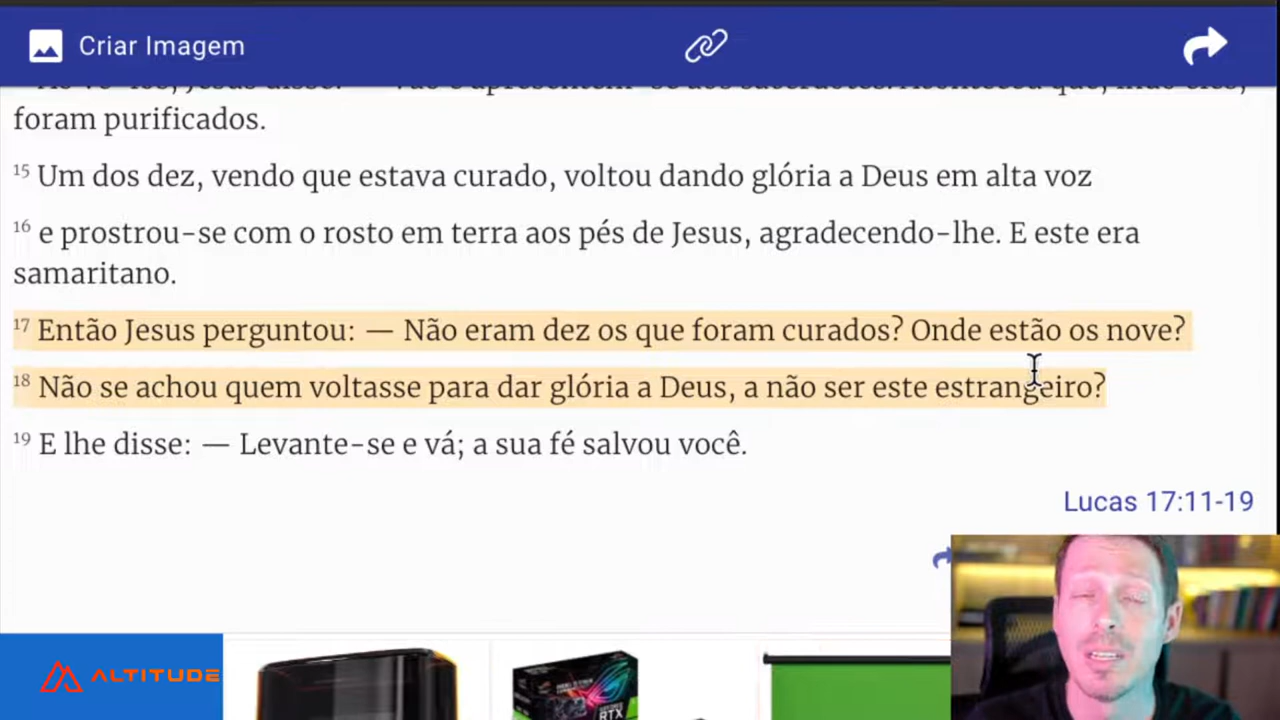 Criar Imagem
foram purificados.
15 Um dos dez, vendo que estava curado, voltou dando glória a Deus em alta voz
16 e prostrou-se com o rosto em terra aos pés de Jesus, agradecendo-lhe. E este era
samaritano.
17 Então Jesus perguntou: — Não eram dez os que foram curados? Onde estão os nove?
18 Não se achou quem voltasse para dar glória a Deus, a não ser este estrangeiro?
19 E lhe disse: — Levante-se e vá; a sua fé salvou você.
Lucas 17:11-19
ALTITUDE
RTX